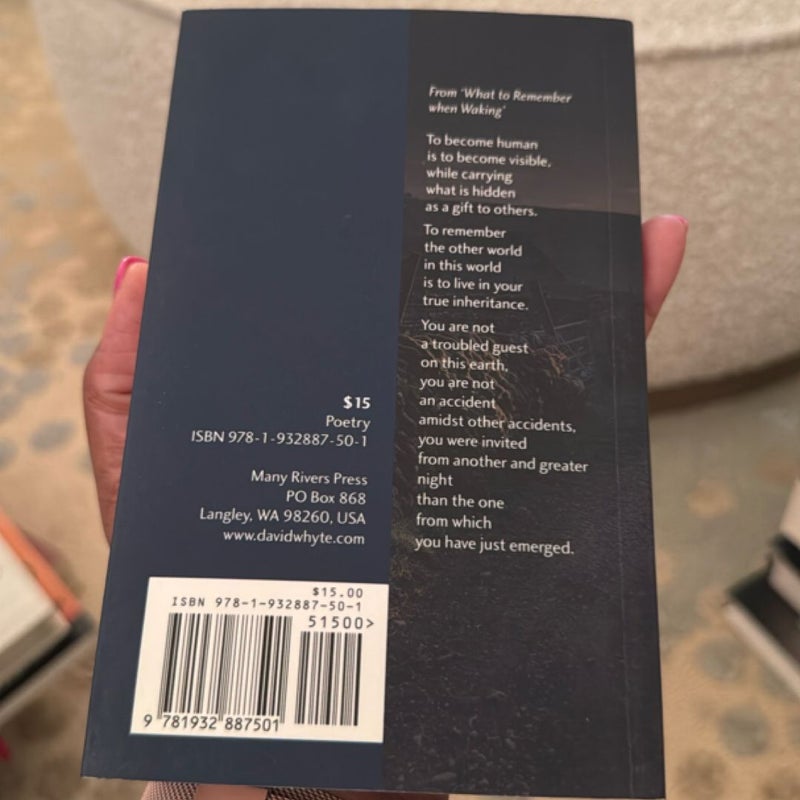 From 'What to Remember
when Waking'
To become human
is to become visible,
while carrying
what is hidden
as a gift to others.
To remember
the other world
in this world
is to live in your
true inheritance.
You are not
a troubled guest
on this earth,
you are not
an accident
amidst other accidents,
you were invited
from another and greater
night
than the one
from which
you have just emerged.
$15
Poetry
ISBN 978-1-932887-50-1
Many Rivers Press
PO Box 868
Langley, WA 98260, USA
www.davidwhyte.com
$15.00
ISBN 978-1-932887-50-1
51500>
9 781932 887501